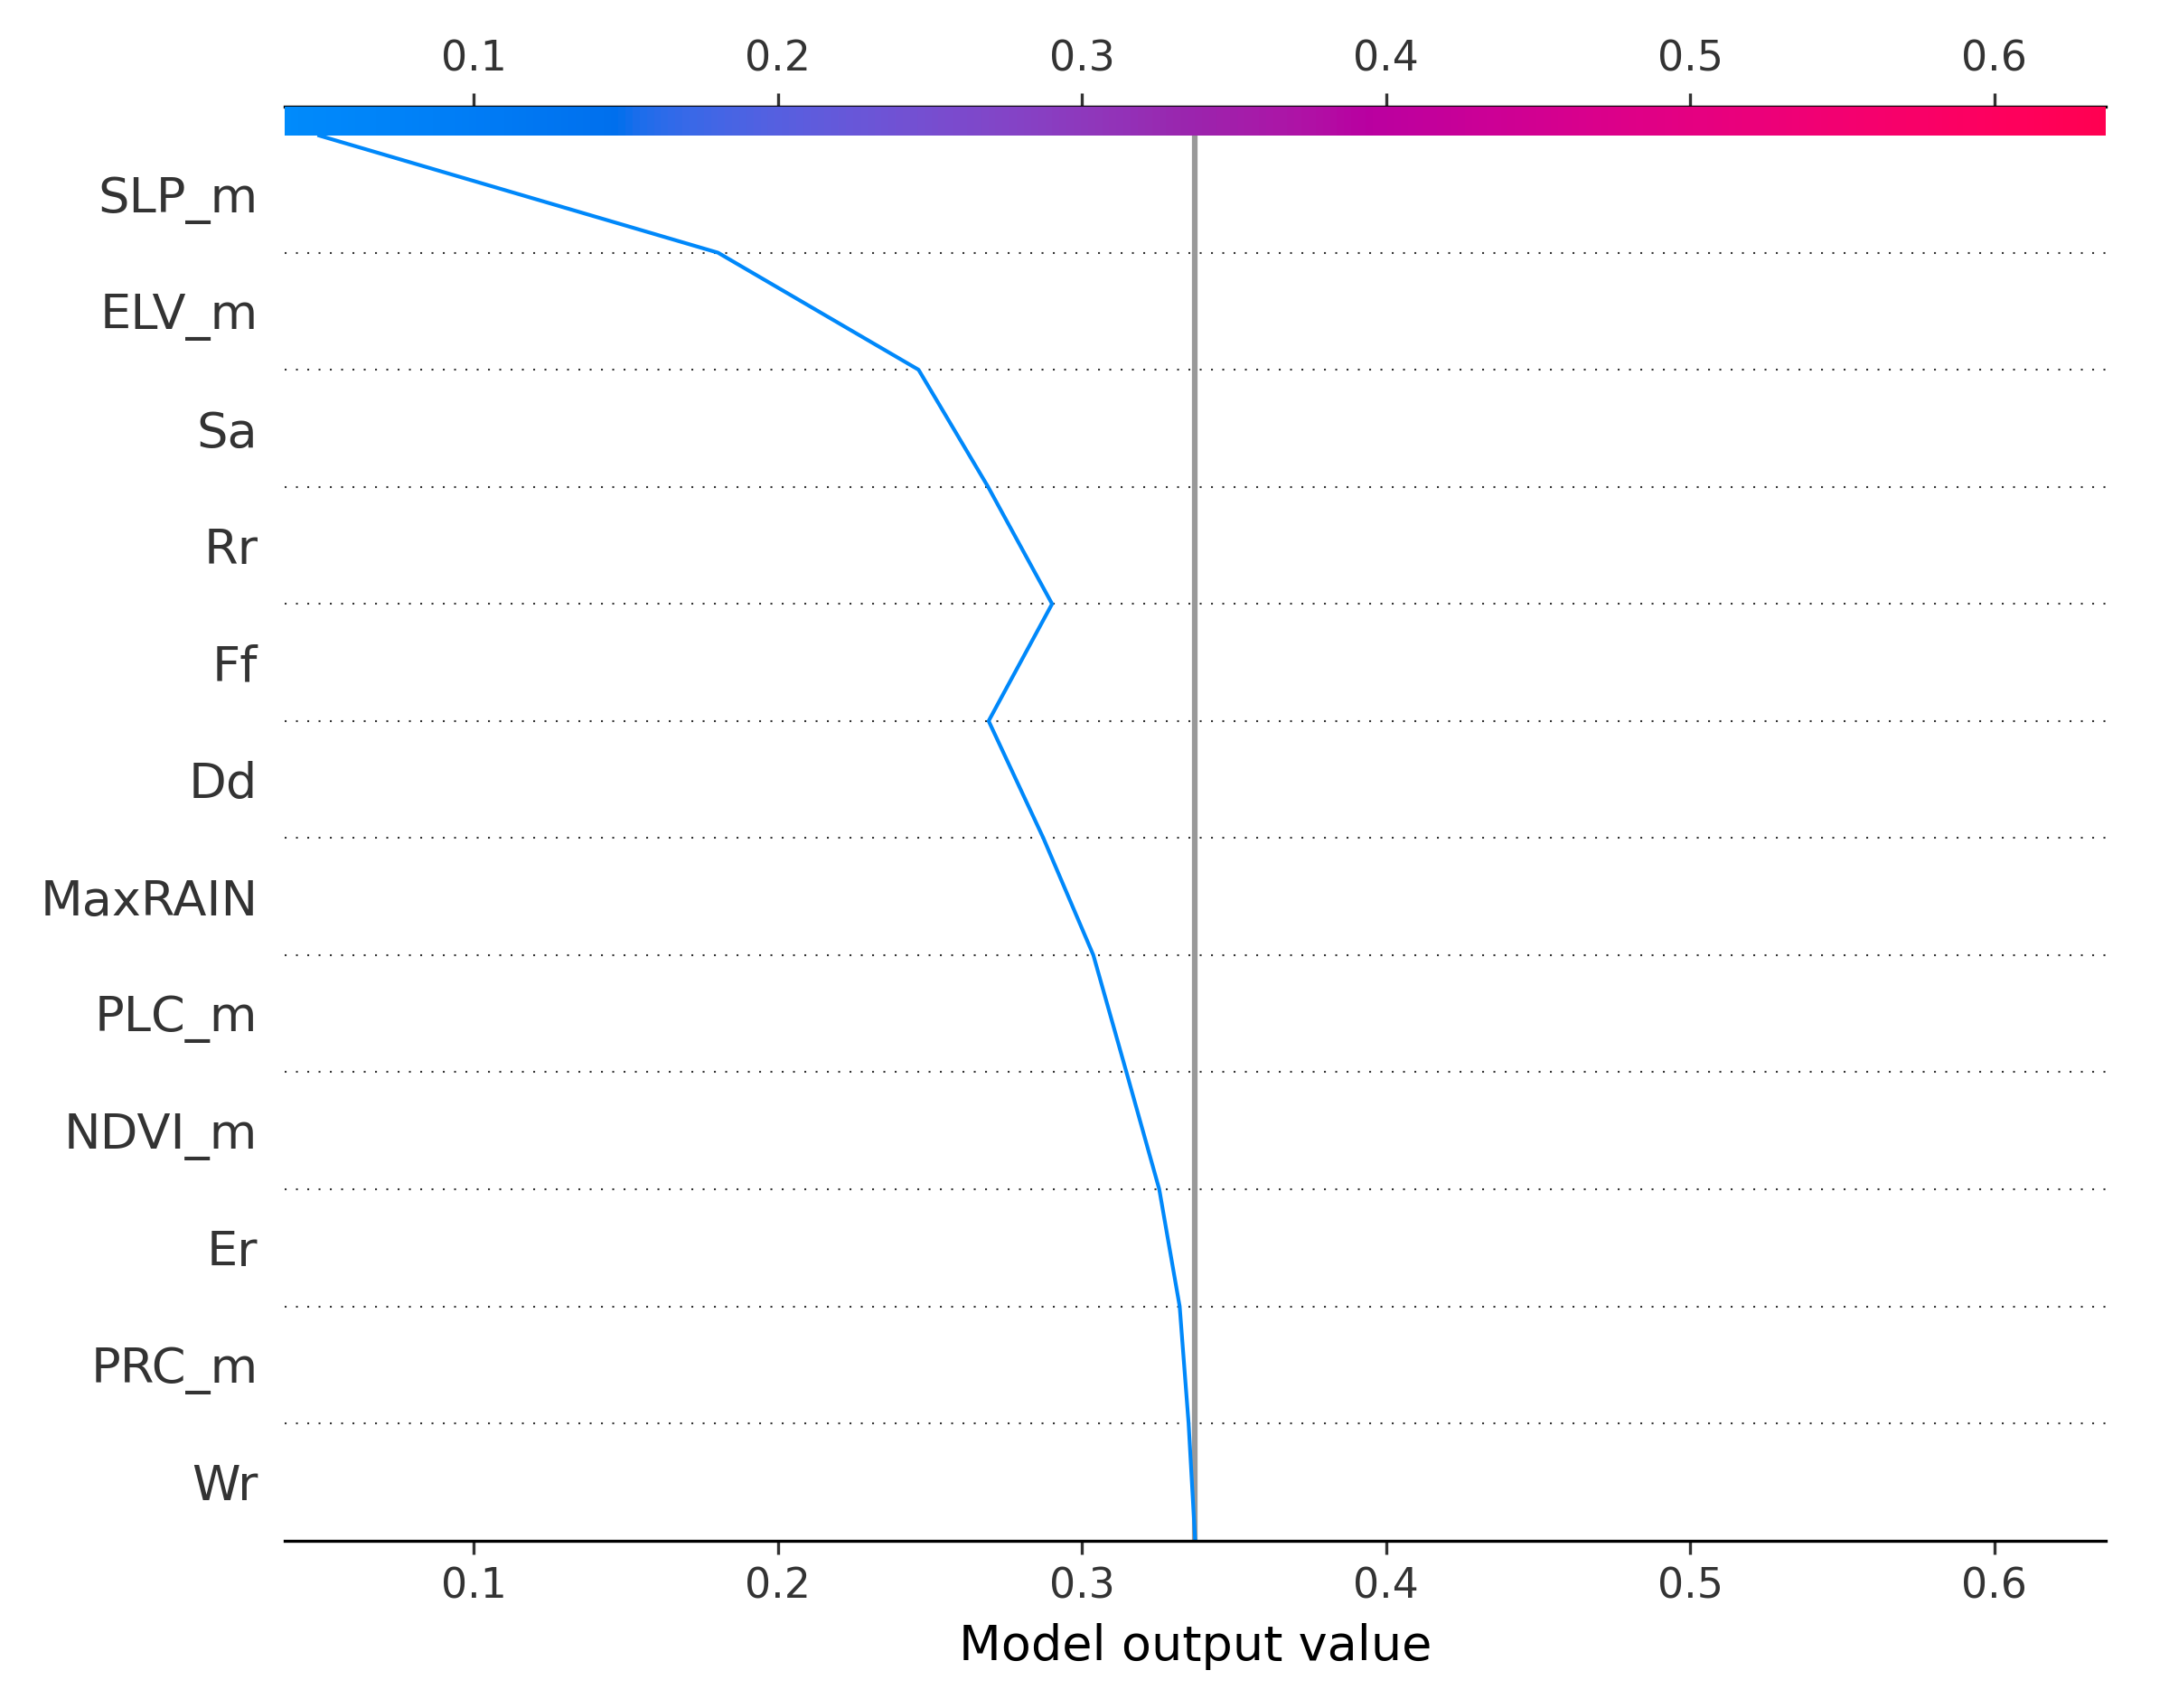 0.1 0.2 0.3 0.4 0.5 0.6
SLP_m
ELV_m
Sa
Rr
Ff
Dd
MaxRAIN
PLC_m
NDVI_m
Er
PRC_m
Wr
0.1 0.2 0.3 0.4 0.5 0.6
Model output value